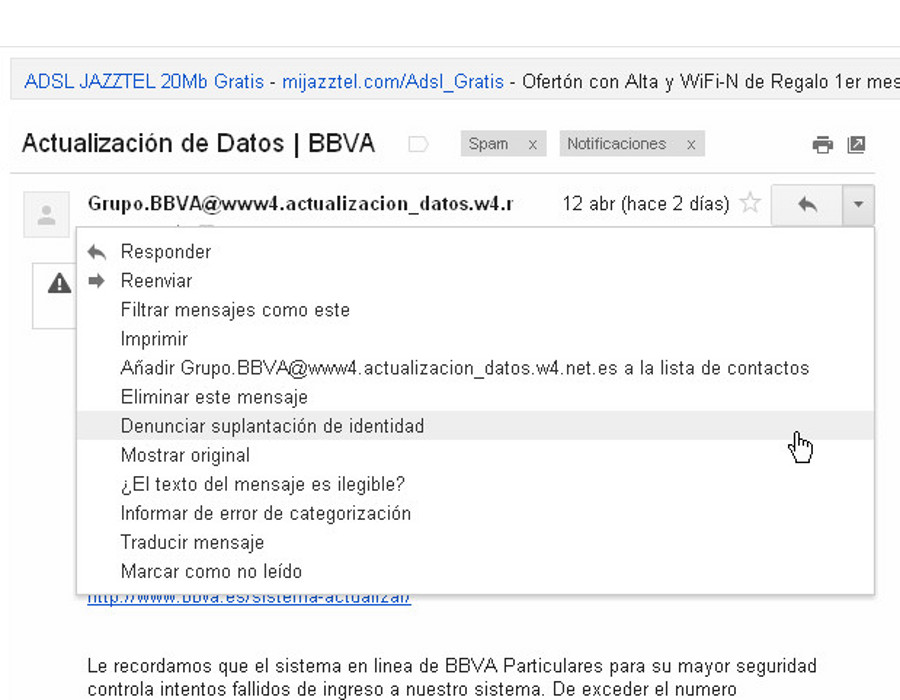 ADSL JAZZTEL 20Mb Gratis - mijazztel.com/Adsl_Gratis - Ofertón con Alta y WiFi-N de Regalo 1er mes
Actualización de Datos | BBVA Spam x Notificaciones x
Grupo.BBVA@www4.actualizacion_datos.w4.r 12 abr (hace 2 días)
Responder
Reenviar
Filtrar mensajes como este
Imprimir
Añadir Grupo.BBVA@www4.actualizacion_datos.w4.net.es a la lista de contactos
Eliminar este mensaje
Denunciar suplantación de identidad
Mostrar original
¿El texto del mensaje es ilegible?
Informar de error de categorización
Traducir mensaje
Marcar como no leído
http://www.bbva.es/sistema-actualizar/
Le recordamos que el sistema en linea de BBVA Particulares para su mayor seguridad
controla intentos fallidos de ingreso a nuestro sistema. De exceder el numero